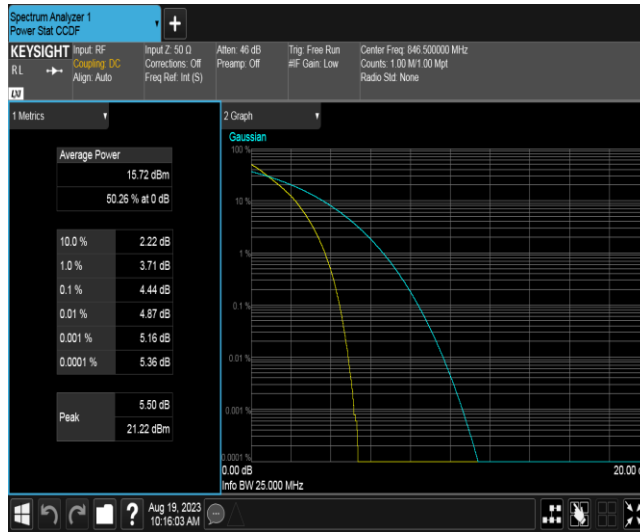 Spectrum Analyzer 1
Power Stat CCDF
+
KEYSIGHT
RL
Input: RF
Coupling: DC
Align: Auto
Input Z: 50 Ω
Corrections: Off
Freq Ref: Int (S)
Atten: 46 dB
Preamp: Off
Trig: Free Run
#IF Gain: Low
Center Freq: 846.500000 MHz
Counts: 1.00 M/1.00 Mpt
Radio Std: None
1 Metrics
Average Power
15.72 dBm
50.26 % at 0 dB
10.0 % 2.22 dB
1.0 % 3.71 dB
0.1 % 4.44 dB
0.01 % 4.87 dB
0.001 % 5.16 dB
0.0001 % 5.36 dB
Peak
5.50 dB
21.22 dBm
2 Graph
Gaussian
100 %
10 %
1 %
0.1 %
0.01 %
0.001 %
0.0001 %
0.00 dB
20.00
Info BW 25.000 MHz
?
Aug 19, 2023
10:16:03 AM